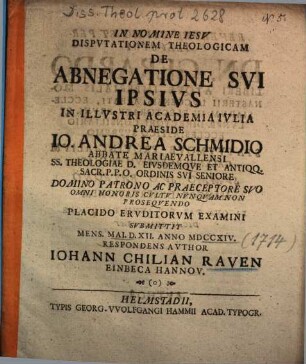 Diss. Theol. prot 2628
IN NOMINE IESV
DISPVTATIONEM THEOLOGICAM
DE
ABNEGATIONE SVI
IPSIVS
IN ILLVSTRI ACADEMIA IVLIA
PRAESIDE
IO. ANDREA SCHMIDIO
ABBATE MARIAEVALLENSI
SS. THEOLOGIAE D. EIVSDEMQVE ET ANTIQQ.
SACR. P.P.O. ORDINIS SVI SENIORE.
DOMINO PATRONO AC PRAECEPTORE SVO
OMNI HONORIS CVLTV NVNQVAM NON
PROSEQVENDO
PLACIDO ERVDITORVM EXAMINI
SVBMITTIT
MENS. MAI. D. XII. ANNO MDCCXIV.
(1714)
RESPONDENS AVTHOR
IOHANN CHILIAN RAVEN
EINBECA HANNOV.
(o)
HELMSTADII,
TYPIS GEORG-VVOLFGANGI HAMMII ACAD. TYPOGR.